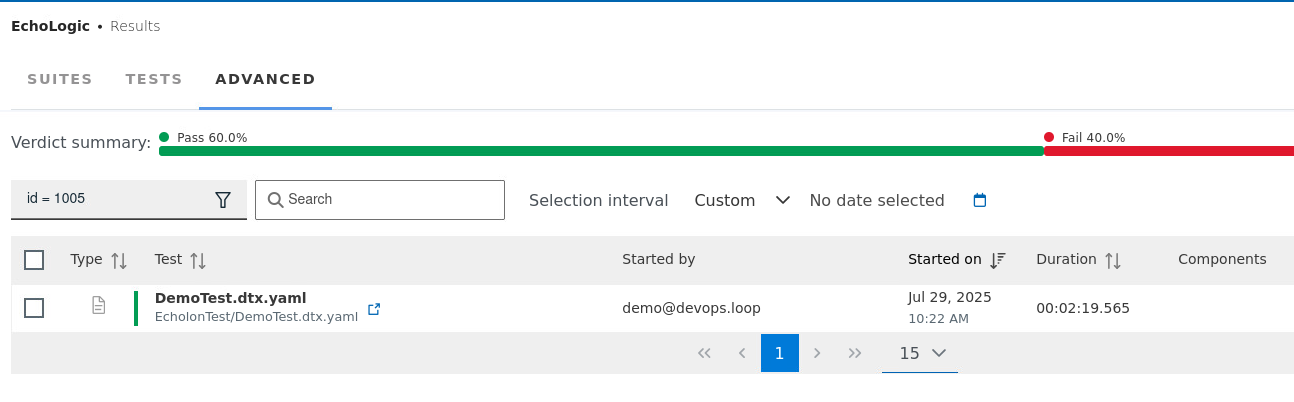 EchoLogic • Results
SUITES TESTS ADVANCED
Verdict summary: Pass 60.0% Fail 40.0%
id = 1005 Search Selection interval Custom No date selected
Type Test Started by Started on Duration Components
DemoTest.dtx.yaml
EcholonTest/DemoTest.dtx.yaml
demo@devops.loop
Jul 29, 2025
10:22 AM
00:02:19.565
1 15